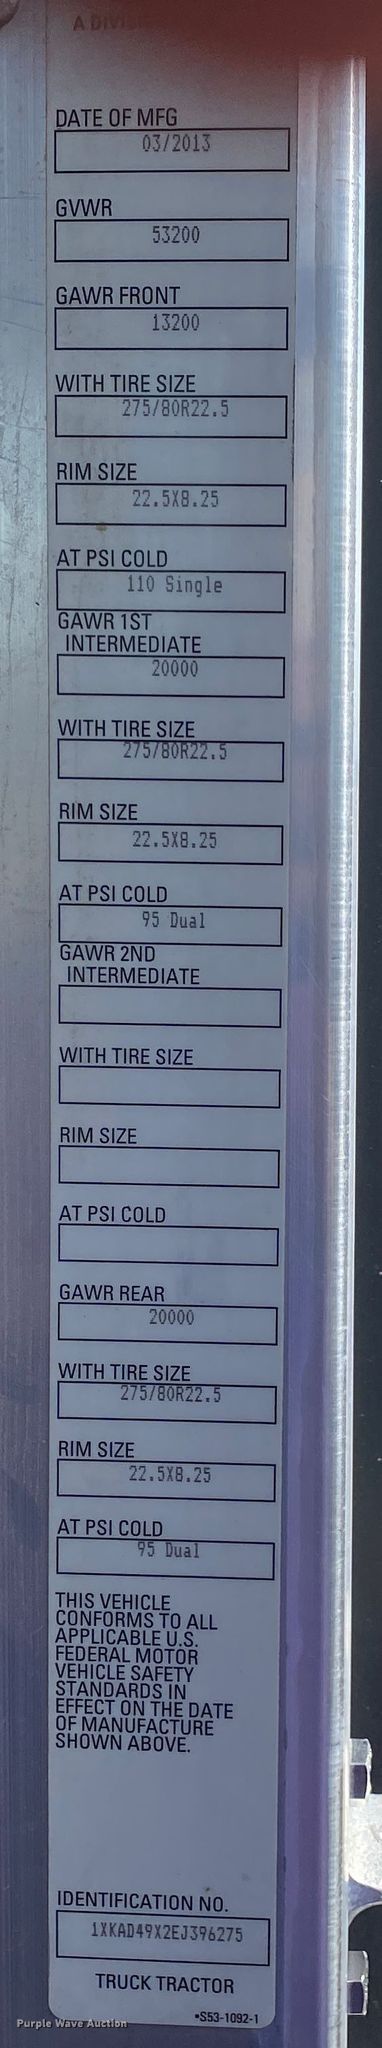 A DIVIS
DATE OF MFG
03/2013
GVWR
53200
GAWR FRONT
13200
WITH TIRE SIZE
275/80R22.5
RIM SIZE
22.5X8.25
AT PSI COLD
110 Single
GAWR 1ST
INTERMEDIATE
20000
WITH TIRE SIZE
275/80R22.5
RIM SIZE
22.5X8.25
AT PSI COLD
95 Dual
GAWR 2ND
INTERMEDIATE
WITH TIRE SIZE
RIM SIZE
AT PSI COLD
GAWR REAR
20000
WITH TIRE SIZE
275/80R22.5
RIM SIZE
22.5X8.25
AT PSI COLD
95 Dual
THIS VEHICLE
CONFORMS TO ALL
APPLICABLE U.S.
FEDERAL MOTOR
VEHICLE SAFETY
STANDARDS IN
EFFECT ON THE DATE
OF MANUFACTURE
SHOWN ABOVE.
IDENTIFICATION NO.
1XKAD49X2EJ396275
TRUCK TRACTOR
*S53-1092-1
Purple Wave Auction